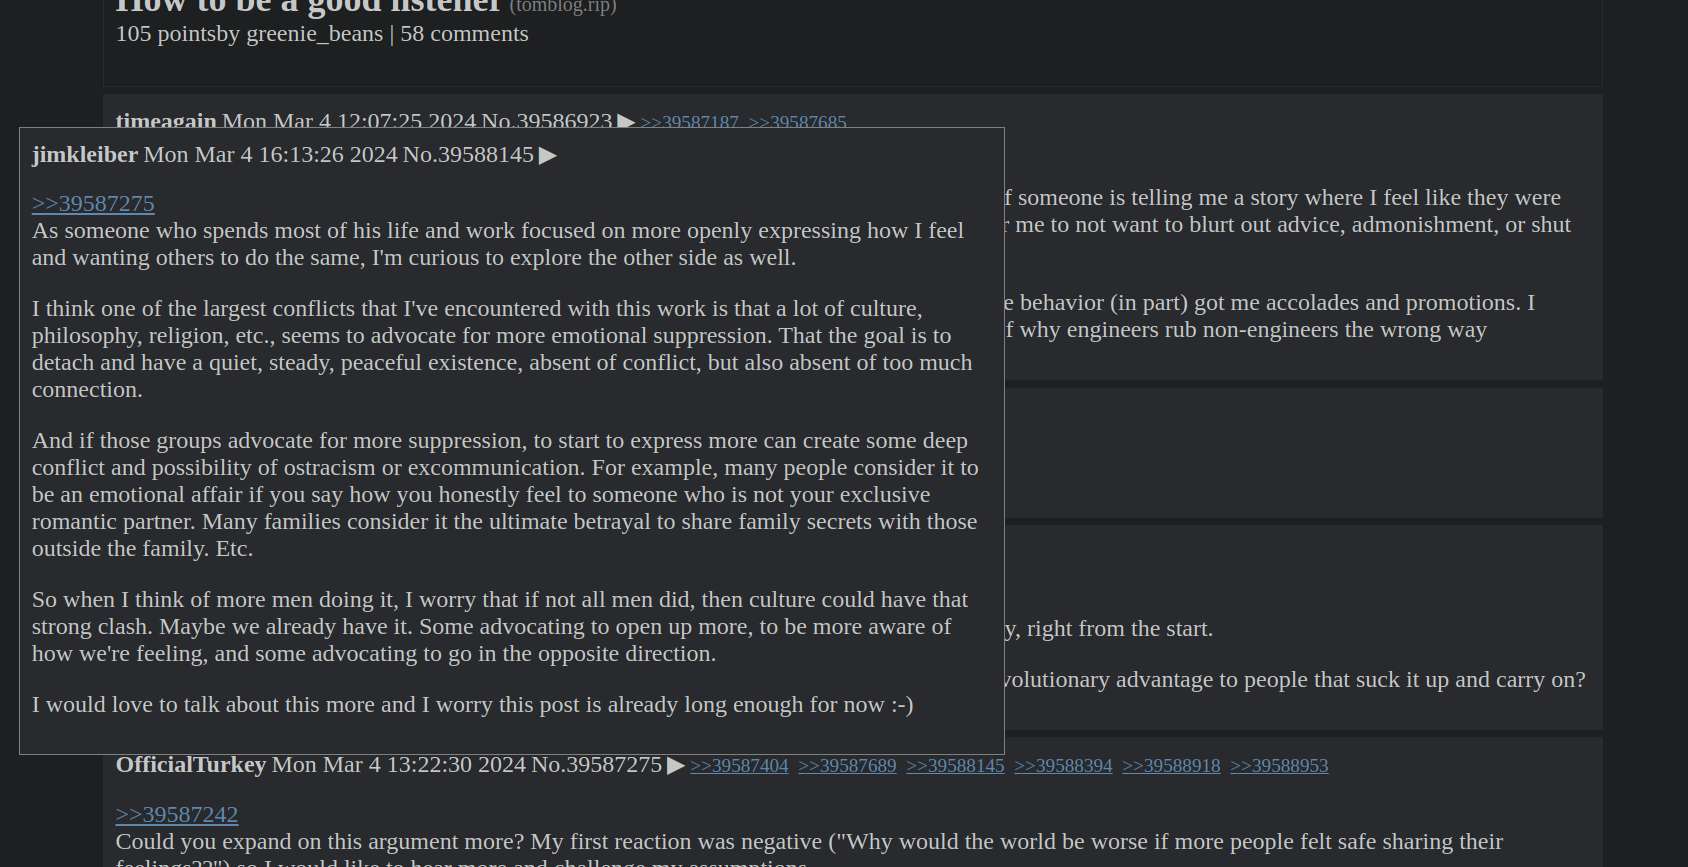 How to be a good listener (tomblog.rip)
105 pointsby greenie_beans | 58 comments
timeagain Mon Mar 4 12:07:25 2024 No.39586923 ▶ >>39587187 >>39587685
jimkleiber Mon Mar 4 16:13:26 2024 No.39588145 ▶
>>39587275
As someone who spends most of his life and work focused on more openly expressing how I feel
and wanting others to do the same, I'm curious to explore the other side as well.
I think one of the largest conflicts that I've encountered with this work is that a lot of culture,
philosophy, religion, etc., seems to advocate for more emotional suppression. That the goal is to
detach and have a quiet, steady, peaceful existence, absent of conflict, but also absent of too much
connection.
And if those groups advocate for more suppression, to start to express more can create some deep
conflict and possibility of ostracism or excommunication. For example, many people consider it to
be an emotional affair if you say how you honestly feel to someone who is not your exclusive
romantic partner. Many families consider it the ultimate betrayal to share family secrets with those
outside the family. Etc.
So when I think of more men doing it, I worry that if not all men did, then culture could have that
strong clash. Maybe we already have it. Some advocating to open up more, to be more aware of
how we're feeling, and some advocating to go in the opposite direction.
I would love to talk about this more and I worry this post is already long enough for now :-)
someone is telling me a story where I feel like they were
me to not want to blurt out advice, admonishment, or shut
behavior (in part) got me accolades and promotions. I
why engineers rub non-engineers the wrong way
, right from the start.
advantage to people that suck it up and carry on?
OfficialTurkey Mon Mar 4 13:22:30 2024 No.39587275 ▶ >>39587404 >>39587689 >>39588145 >>39588394 >>39588918 >>39588953
>>39587242
Could you expand on this argument more? My first reaction was negative ("Why would the world be worse if more people felt safe sharing their
feelings??") so I would like to hear more and challenge my assumptions.